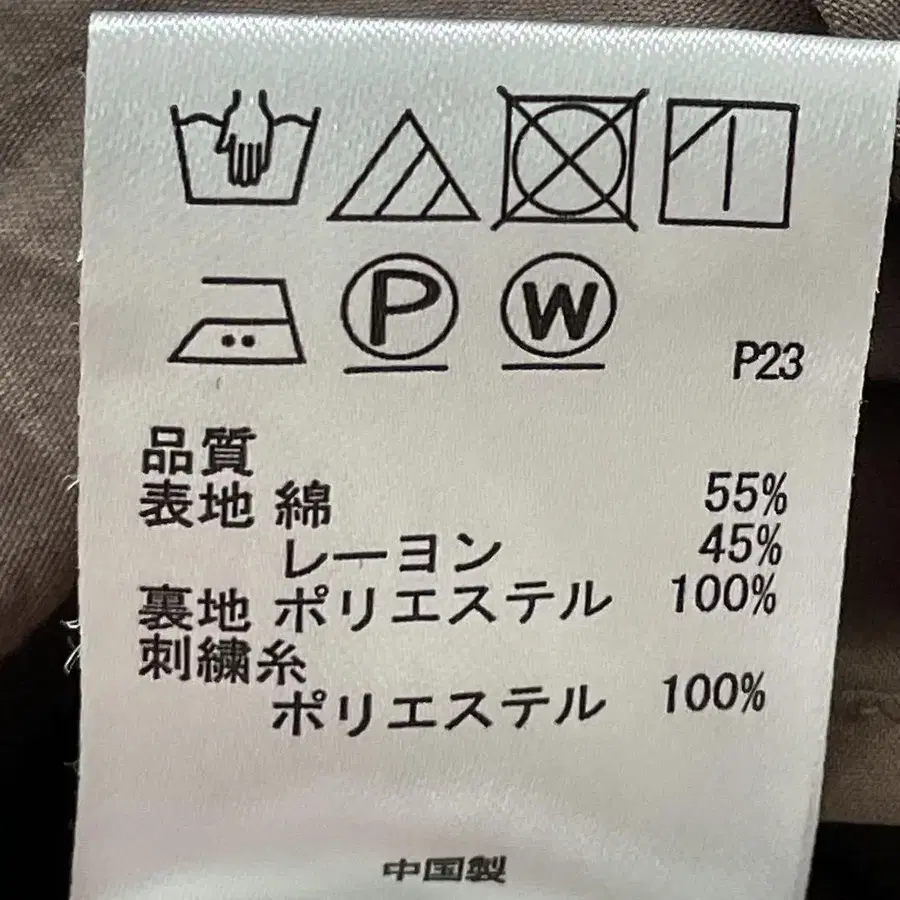 P W
P23
品質
表地 綿 55%
レーヨン 45%
裏地 ポリエステル 100%
刺繍糸
ポリエステル 100%
中国製